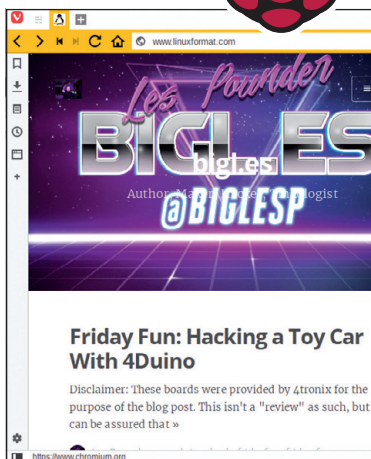 www.linuxformat.com
Les Pounder
BIGLES
bigl.es
Author, Ma
logist
@BIGLESP
Friday Fun: Hacking a Toy Car
With 4Duino
Disclaimer: These boards were provided by 4tronix for the
purpose of the blog post. This isn't a "review" as such, but
can be assured that »
https://www.chromium.org